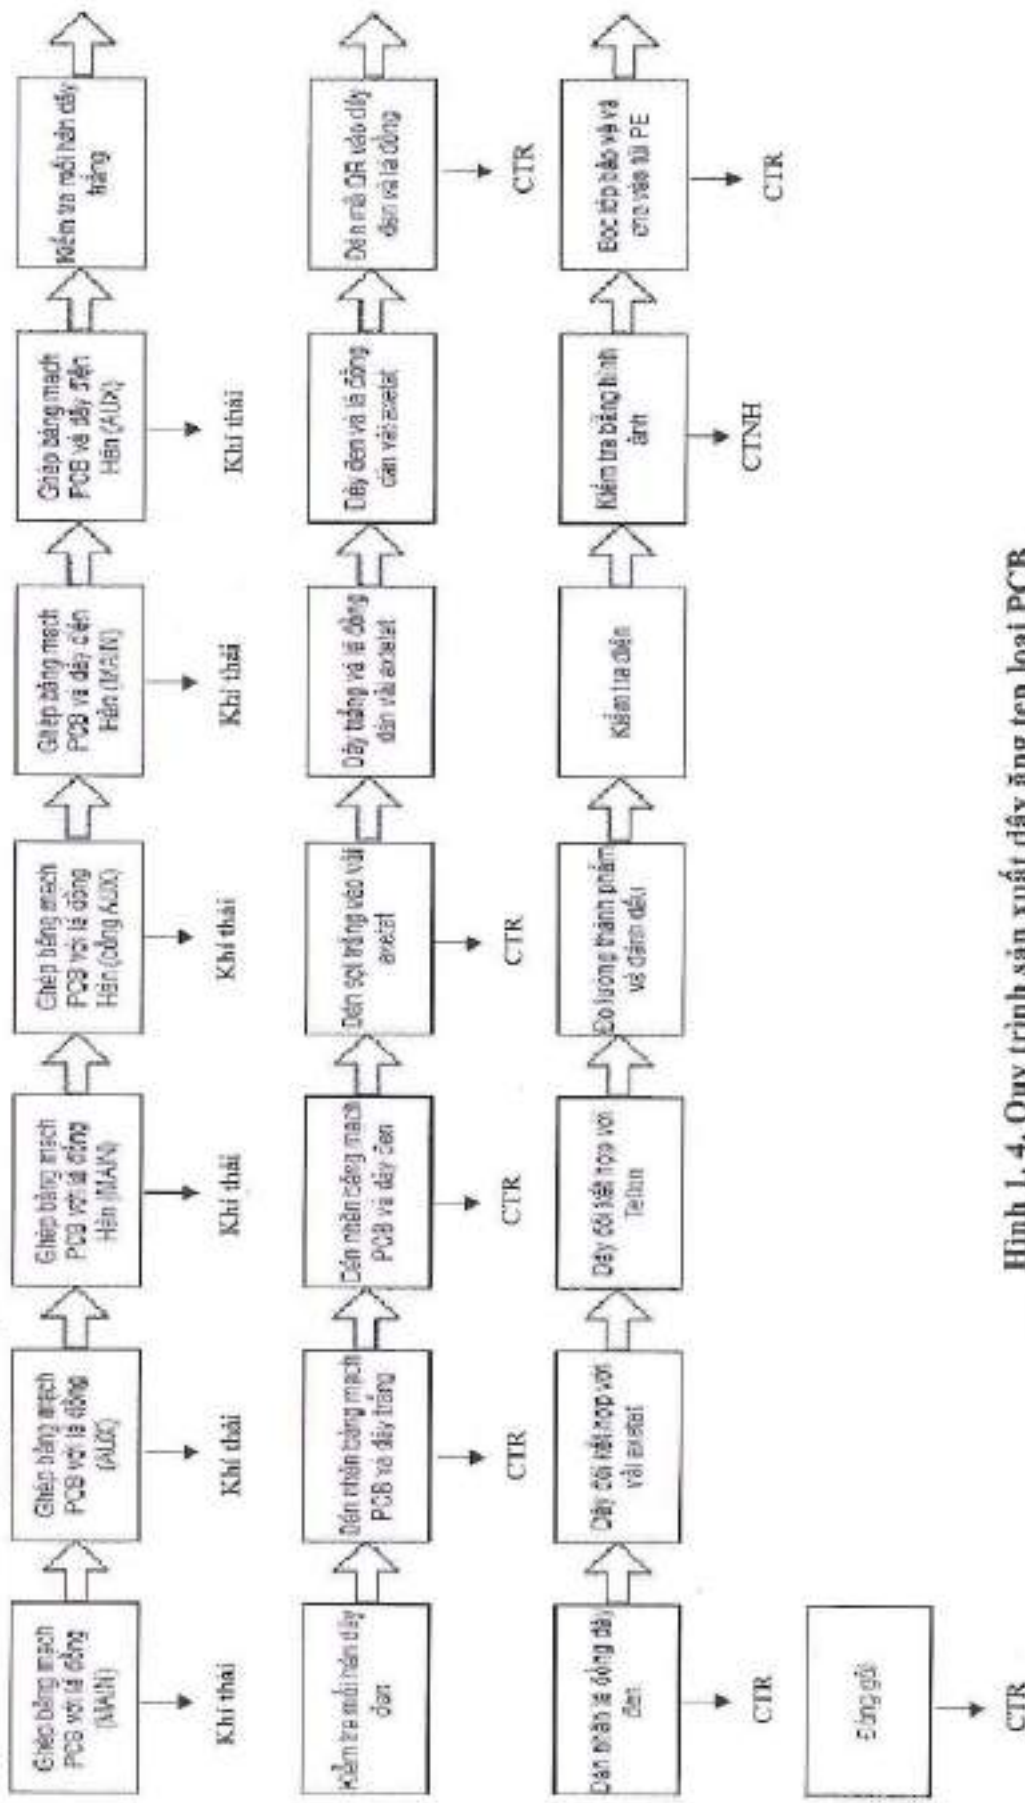 Ghép bảng mạch
PCB với lá đồng
(MAIN)
Khí thải
Ghép bảng mạch
PCB với lá đồng
(AUX)
Khí thải
Ghép bảng mạch
PCB với lá đồng
Hàn (MAIN)
Khí thải
Ghép bảng mạch
PCB với lá đồng
Hàn (cổng AUX)
Khí thải
Ghép bảng mạch
PCB và dây điện
Hàn (MAIN)
Khí thải
Ghép bảng mạch
PCB và dây điện
Hàn (AUX)
Khí thải
Kiểm tra mối hàn dây
trắng
Kiểm tra mối hàn dây
đen
Dán nhãn bảng mạch
PCB và dây trắng
CTR
Dán nhãn bảng mạch
PCB và dây đen
CTR
Dán sợi trắng vào vải
axetat
CTR
Dây trắng và lá đồng
dán vải axetat
Dây đen và lá đồng
dán vải axetat
Dán mã QR vào dây
đen và lá đồng
CTR
Dán nhãn lá đồng dây
đen
CTR
Dây đôi kết hợp với
vải axetat
Dây đôi kết hợp với
Teflon
Đo lường thành phẩm
và đánh dấu
Kiểm tra điện
Kiểm tra bằng hình
ảnh
CTNH
Bọc lớp bảo vệ và
cho vào túi PE
CTR
Đóng gói
CTR
Hình 1. 4. Quy trình sản xuất dây ăng ten loại PCB